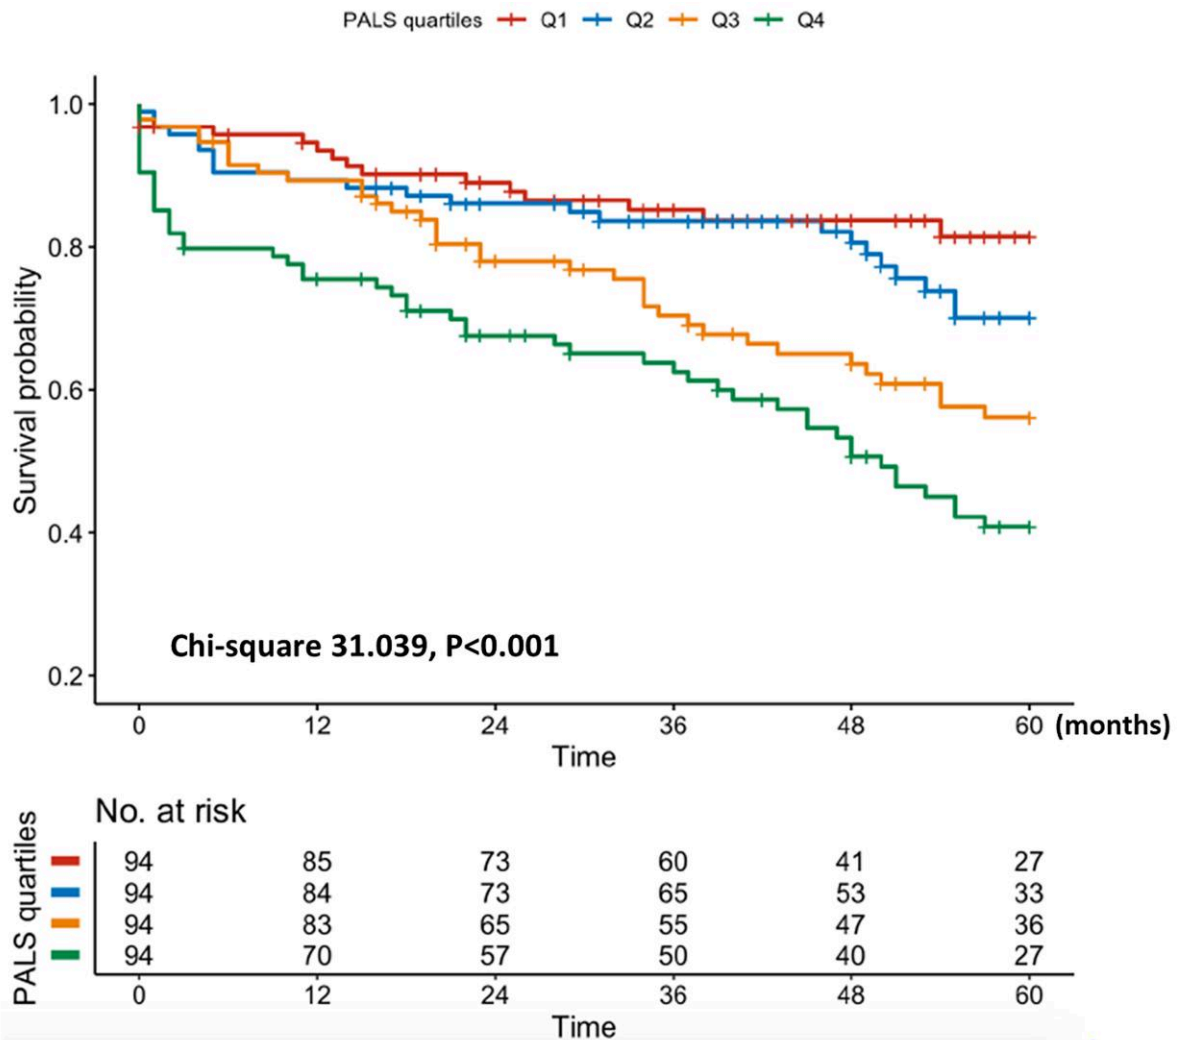 PALS quartiles Q1 Q2 Q3 Q4
1.0
0.8
0.6
0.4
0.2
Survival probability
Chi-square 31.039, P<0.001
0 12 24 36 48 60 (months)
Time
No. at risk
PALS quartiles
94 85 73 60 41 27
94 84 73 65 53 33
94 83 65 55 47 36
94 70 57 50 40 27
0 12 24 36 48 60
Time